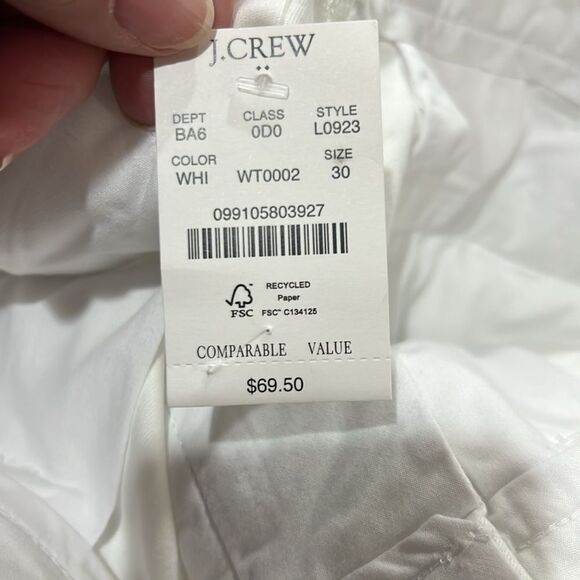 J.CREW
DEPT CLASS STYLE
BA6 0D0 L0923
COLOR SIZE
WHI WT0002 30
099105803927
RECYCLED
Paper
FSC FSC™ C134125
COMPARABLE VALUE
$69.50